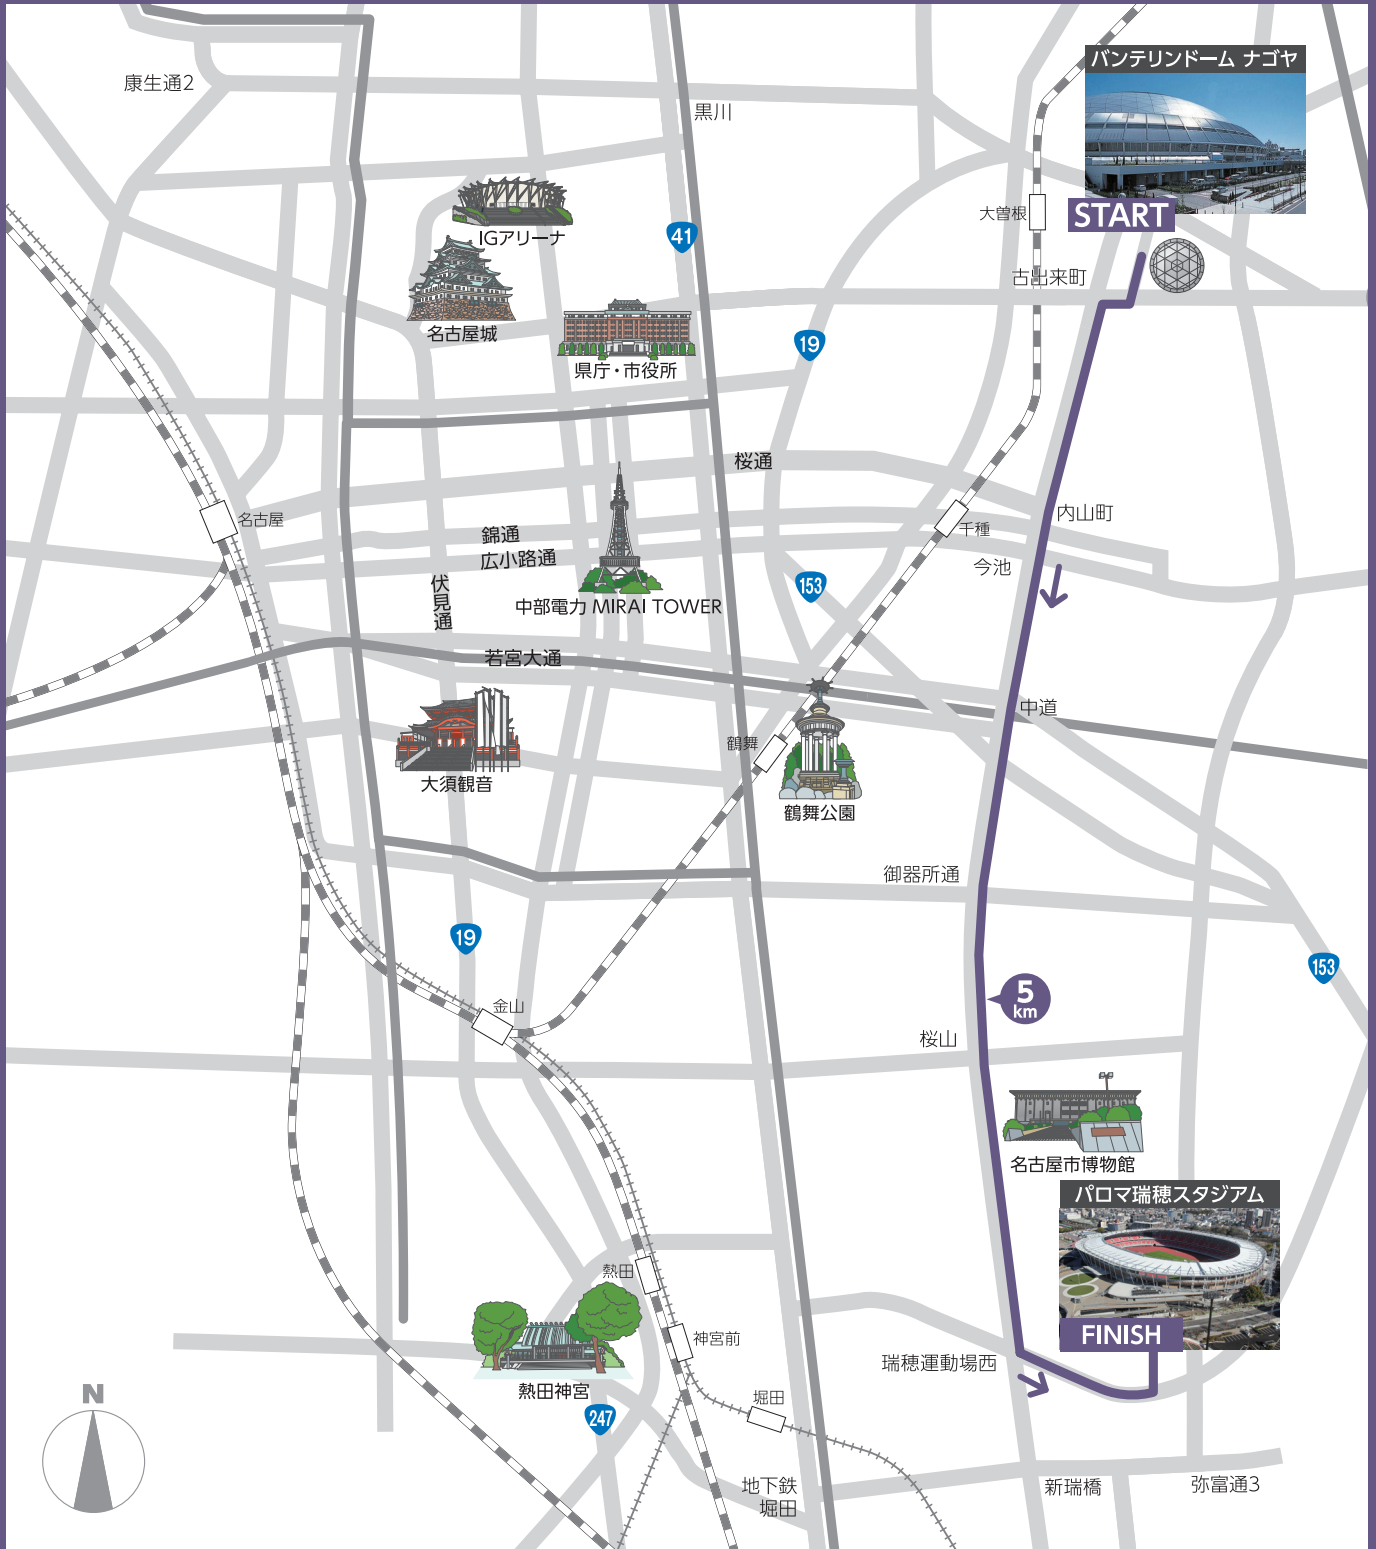 バンテリンドーム ナゴヤ
康生通2
黒川
IGアリーナ
大曽根
START
41
古出来町
名古屋城
19
県庁・市役所
桜通
名古屋
錦通
広小路通
千種
内山町
今池
伏見通
153
中部電力 MIRAI TOWER
若宮大通
中道
鶴舞
大須観音
鶴舞公園
御器所通
19
153
5
km
金山
桜山
名古屋市博物館
パロマ瑞穂スタジアム
熱田
FINISH
神宮前
瑞穂運動場西
熱田神宮
N
堀田
247
地下鉄
堀田
新瑞橋
弥富通3